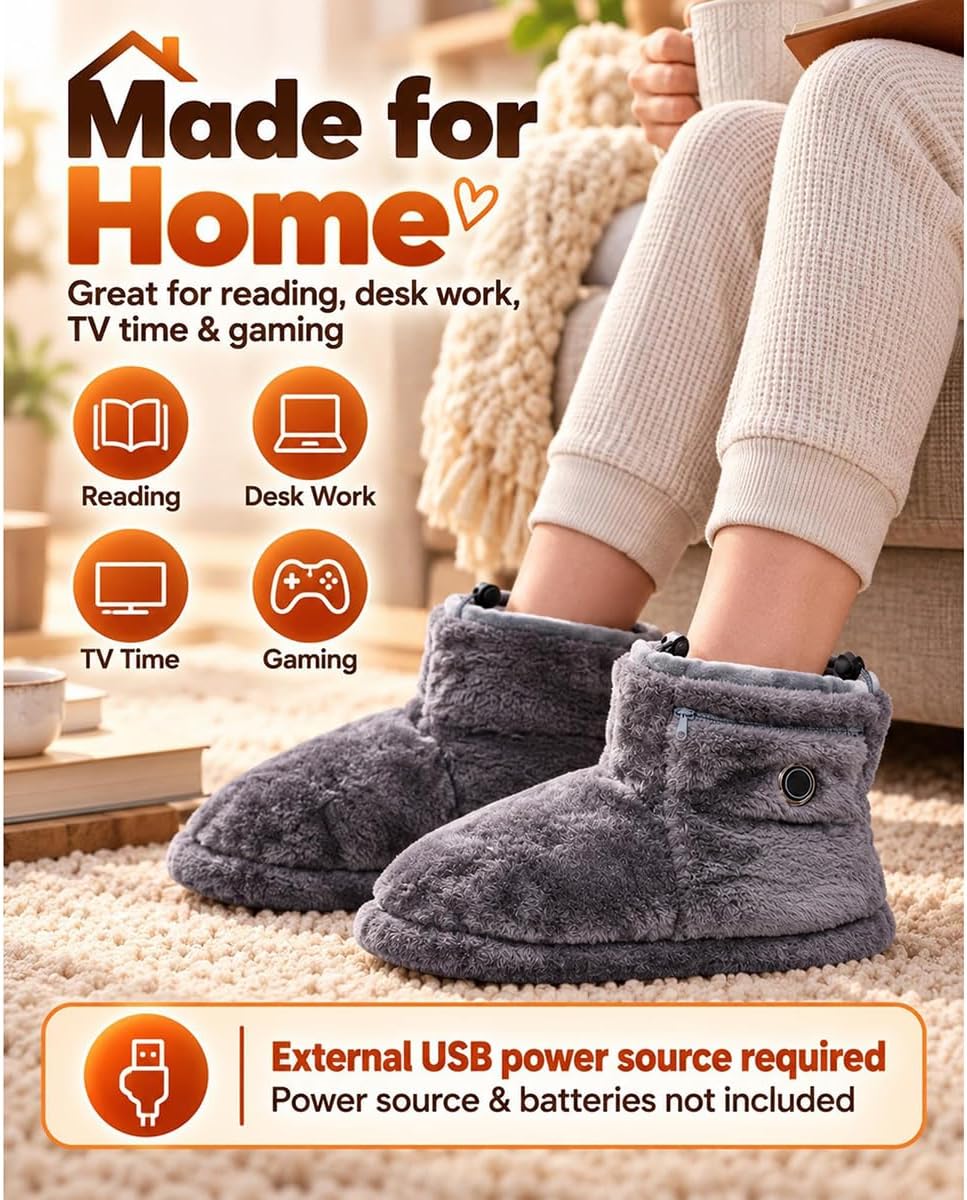 Made for
Home
Great for reading, desk work,
TV time & gaming
Reading
Desk Work
TV Time
Gaming
External USB power source required
Power source & batteries not included